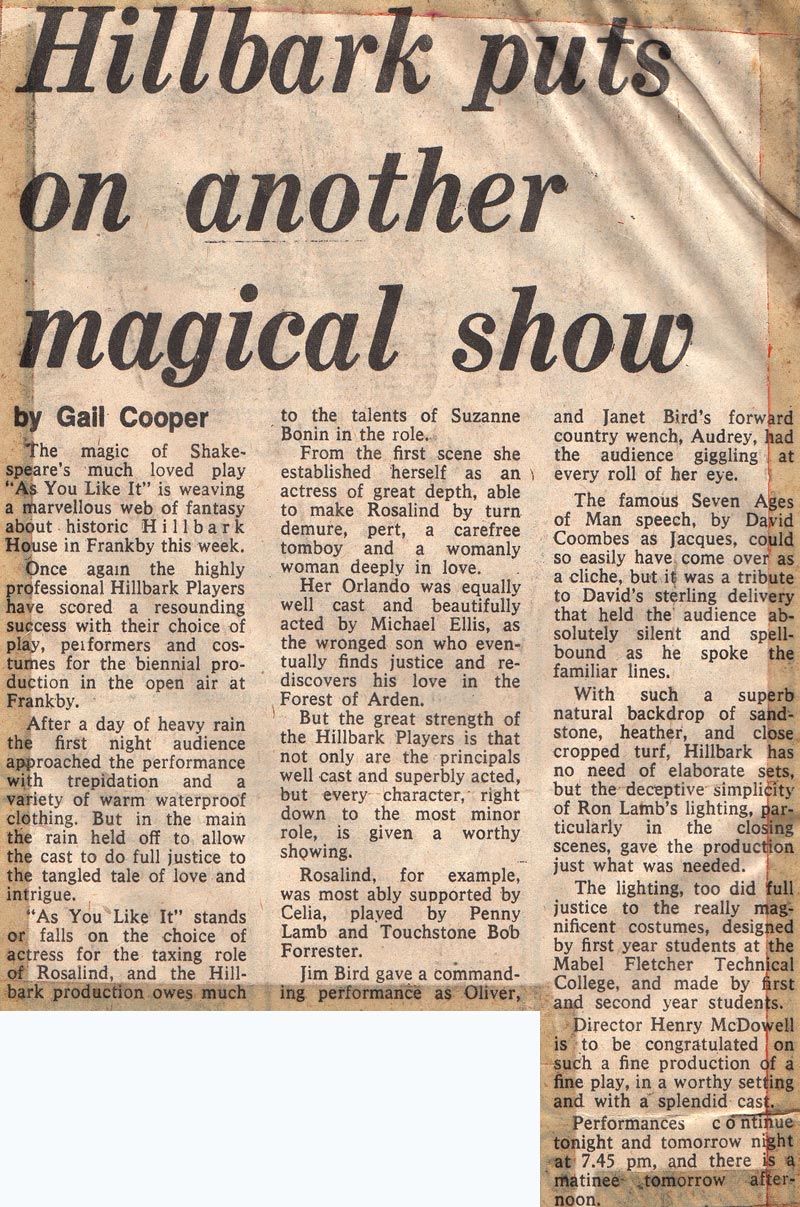 Hillbark puts
on another
magical show
by Gail Cooper
The magic of Shake-
speare's much loved play
"As You Like It" is weaving
a marvellous web of fantasy
about historic Hillbark
House in Frankby this week.
Once again the highly
professional Hillbark Players
have scored a resounding
success with their choice of
play, performers and cos-
tumes for the biennial pro-
duction in the open air at
Frankby.
After a day of heavy rain
the first night audience
approached the performance
with trepidation and a
variety of warm waterproof
clothing. But in the main
the rain held off to allow
the cast to do full justice to
the tangled tale of love and
intrigue.
"As You Like It" stands
or falls on the choice of
actress for the taxing role
of Rosalind, and the Hill-
bark production owes much
to the talents of Suzanne
Bonin in the role.
From the first scene she
established herself as an
actress of great depth, able
to make Rosalind by turn
demure, pert, a carefree
tomboy and a womanly
woman deeply in love.
Her Orlando was equally
well cast and beautifully
acted by Michael Ellis, as
the wronged son who even-
tually finds justice and re-
discovers his love in the
Forest of Arden.
But the great strength of
the Hillbark Players is that
not only are the principals
well cast and superbly acted,
but every character, right
down to the most minor
role, is given a worthy
showing.
Rosalind, for example,
was most ably supported by
Celia, played by Penny
Lamb and Touchstone Bob
Forrester.
Jim Bird gave a command-
ing performance as Oliver,
and Janet Bird's forward
country wench, Audrey, had
the audience giggling at
every roll of her eye.
The famous Seven Ages
of Man speech, by David
Coombes as Jacques, could
so easily have come over as
a cliche, but it was a tribute
to David's sterling delivery
that held the audience ab-
solutely silent and spell-
bound as he spoke the
familiar lines.
With such a superb
natural backdrop of sand-
stone, heather, and close
cropped turf, Hillbark has
no need of elaborate sets,
but the deceptive simplicity
of Ron Lamb's lighting, par-
ticularly in the closing
scenes, gave the production
just what was needed.
The lighting, too did full
justice to the really mag-
nificent costumes, designed
by first year students at the
Mabel Fletcher Technical
College, and made by first
and second year students.
Director Henry McDowell
is to be congratulated on
such a fine production of a
fine play, in a worthy setting
and with a splendid cast.
Performances continue
tonight and tomorrow night
at 7.45 pm, and there is a
matinee tomorrow after-
noon.